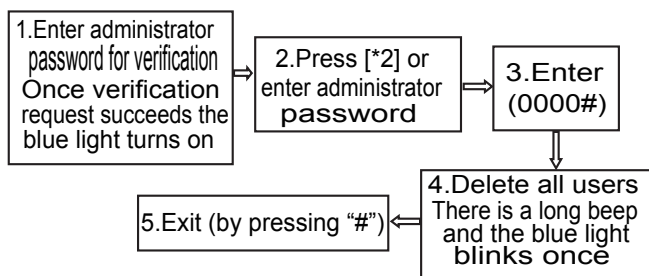 1.Enter administrator
password for verification
Once verification
request succeeds the
blue light turns on
2.Press [*2] or
enter administrator
password
3.Enter
(0000#)
4.Delete all users
There is a long beep
and the blue light
blinks once
5.Exit (by pressing “#”)